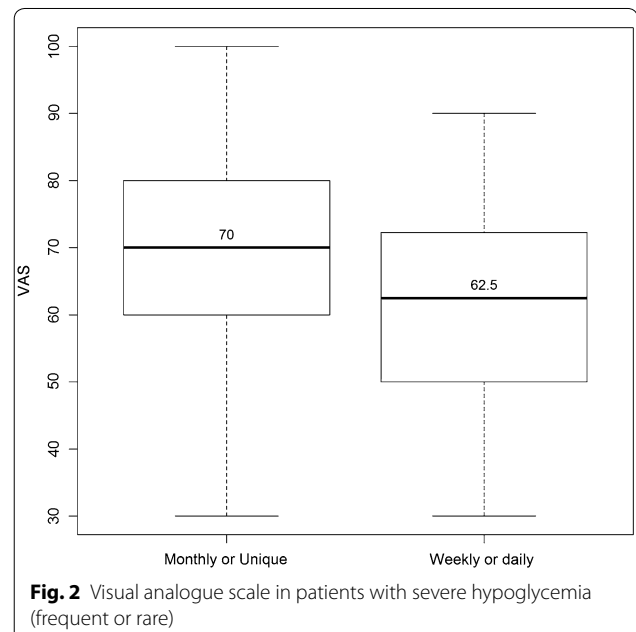 100
90
80
70
60
50
40
30
VAS
70
62.5
Monthly or Unique
Weekly or daily
Fig. 2 Visual analogue scale in patients with severe hypoglycemia
(frequent or rare)